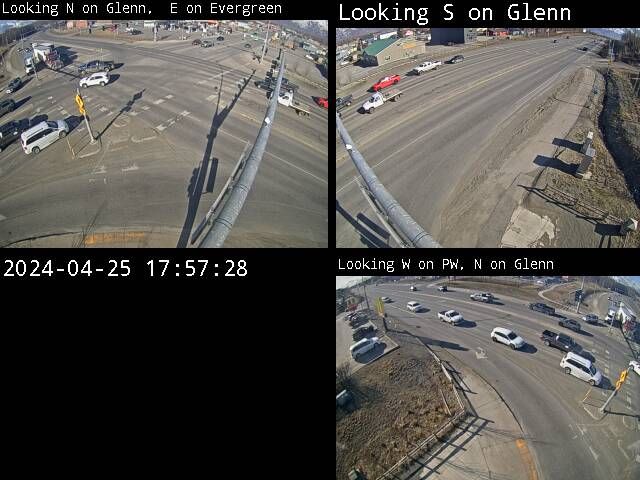 Looking N on Glenn, E on Evergreen
Looking S on Glenn
2024-04-25 17:57:28
Looking W on PW, N on Glenn